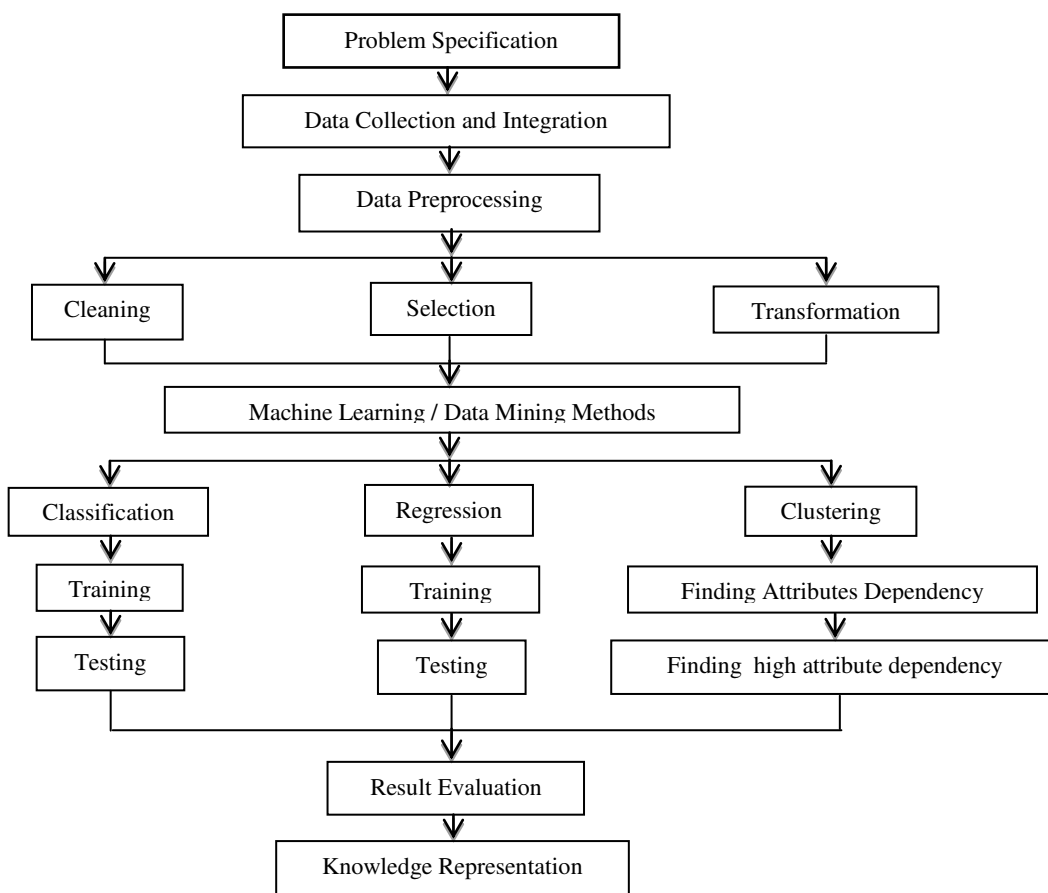 Problem Specification
Data Collection and Integration
Data Preprocessing
Cleaning
Selection
Transformation
Machine Learning / Data Mining Methods
Classification
Regression
Clustering
Training
Training
Finding Attributes Dependency
Testing
Testing
Finding high attribute dependency
Result Evaluation
Knowledge Representation